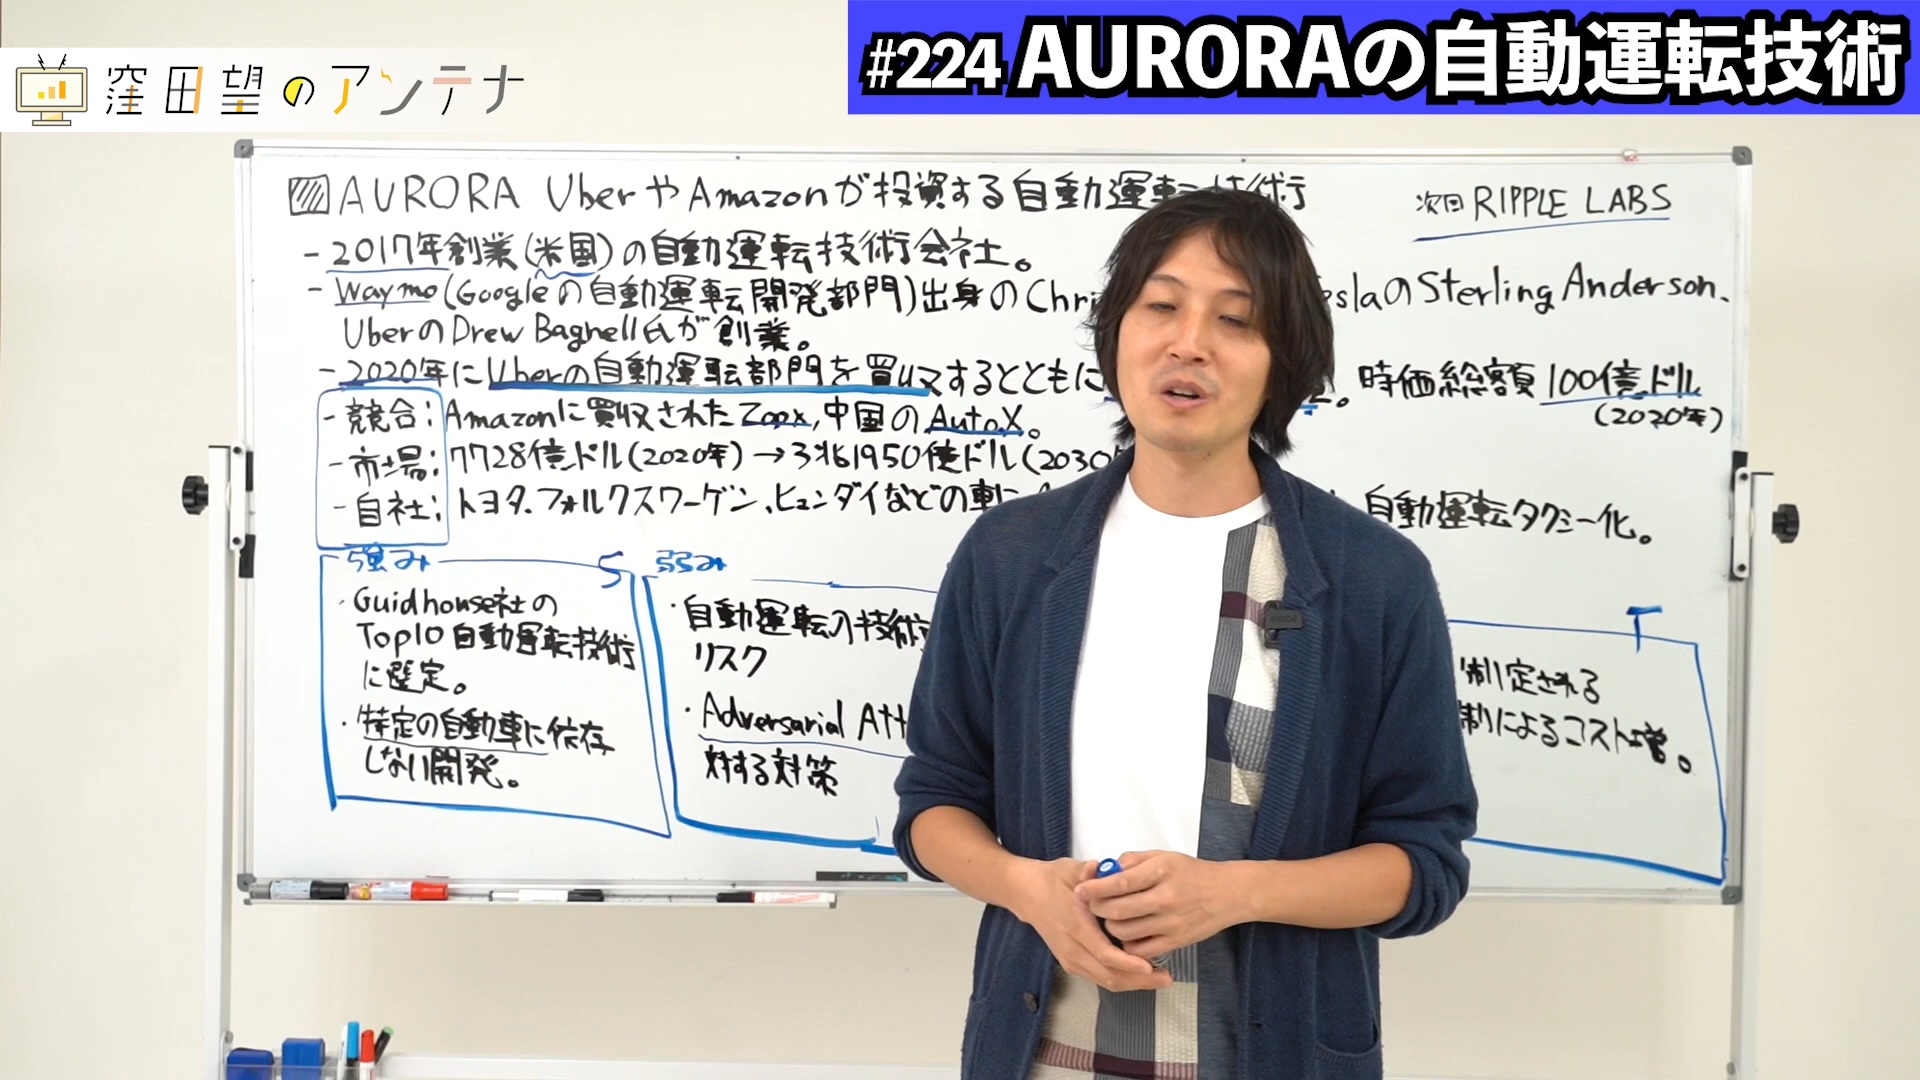 窪田望のアンテナ
#224 AURORAの自動運転技術
AURORA UberやAmazonが投資する自動運転技術
次回 RIPPLE LABS
- 2017年創業(米国)の自動運転技術会社。
- Waymo(Googleの自動運転開発部門)出身のChri
eslaのSterling Anderson、
UberのDrew Bagnell氏が創業。
- 2020年にUberの自動運転部門を買収するとともに
。時価総額100億ドル
(2020年)
- 競合: Amazonに買収されたZoox,中国のAutoX。
- 市場: 7728億ドル(2020年)→3兆1950億ドル(2030
- 自社: トヨタ、フォルクスワーゲン、ヒュンダイなどの車に
自動運転タクシー化。
強み S
・Guidhouse社の
Top10 自動運転技術
に選定。
・特定の自動車に依存
しない開発。
弱み
・自動運転の技術
リスク
・Adversarial Att
対する対策
T
制定される
制によるコスト増。